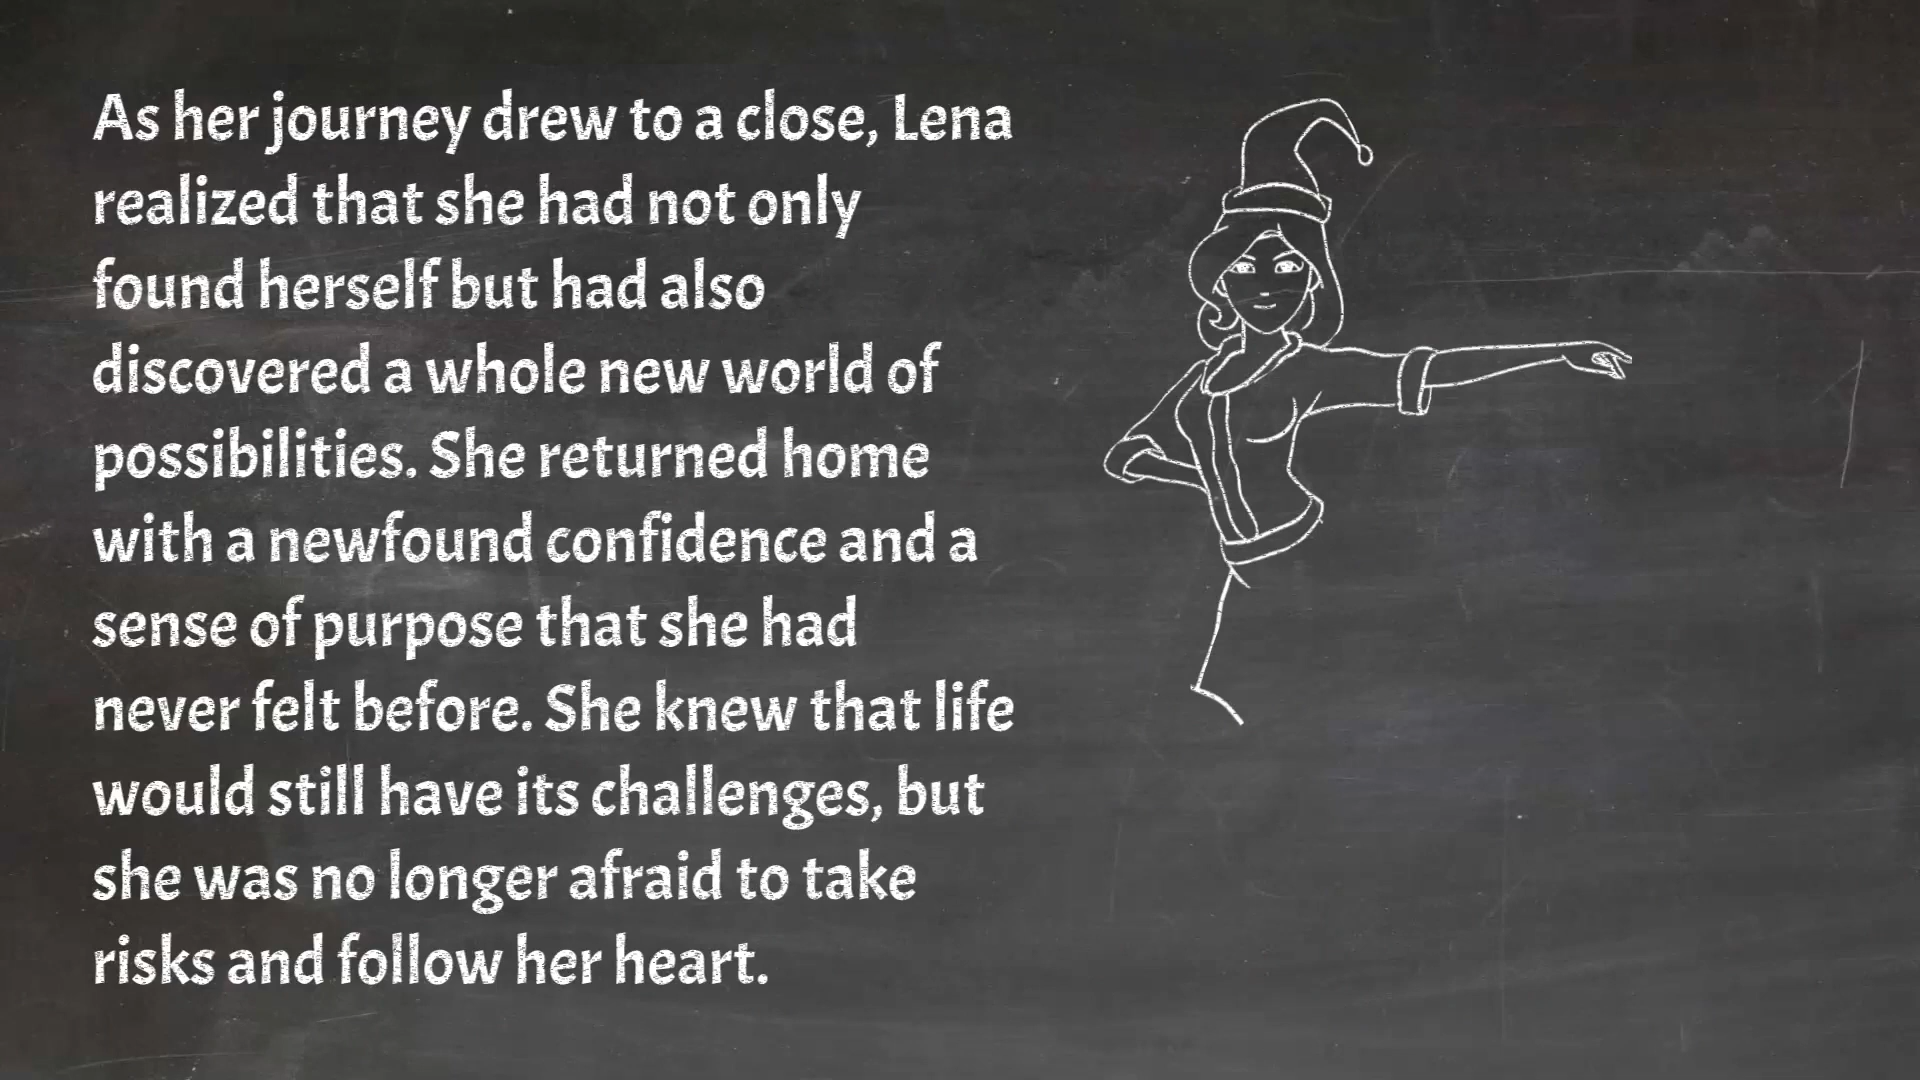 As her journey drew to a close, Lena
realized that she had not only
found herself but had also
discovered a whole new world of
possibilities. She returned home
with a newfound confidence and a
sense of purpose that she had
never felt before. She knew that life
would still have its challenges, but
she was no longer afraid to take
risks and follow her heart.